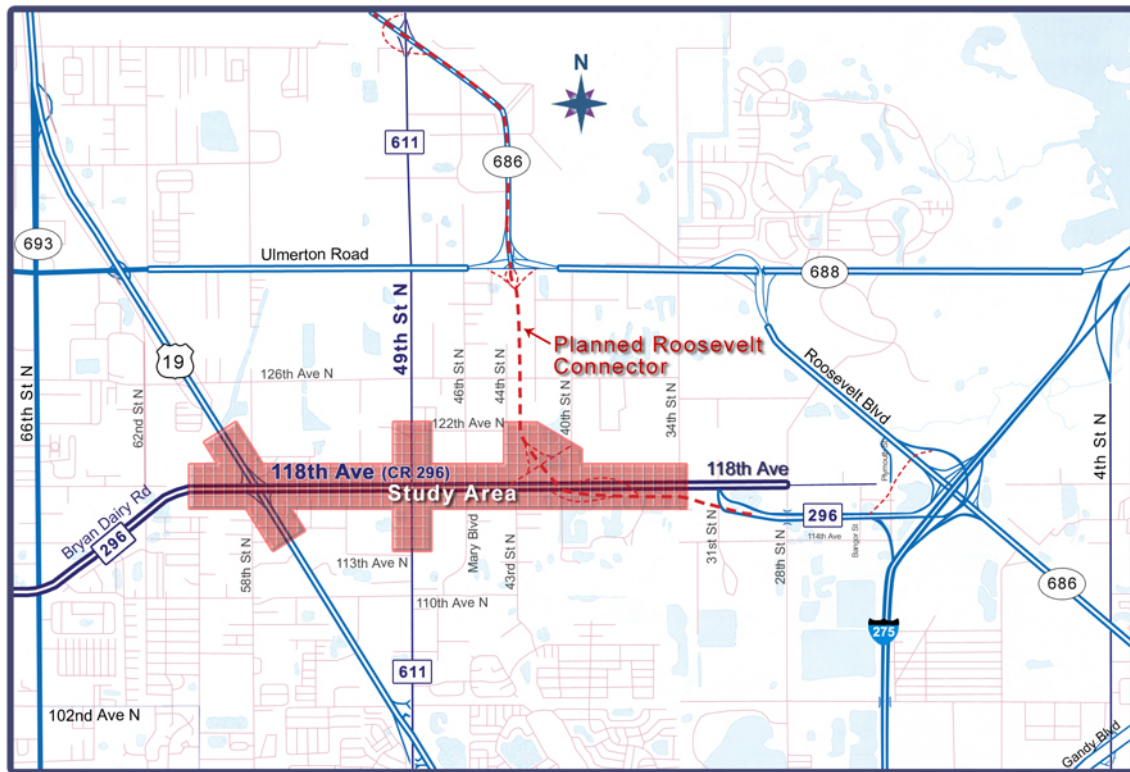 N
611
686
693
Ulmerton Road
688
49th St N
Planned Roosevelt
Connector
19
126th Ave N
46th St N
44th St N
40th St N
34th St N
Roosevelt Blvd
66th St N
62nd St N
122nd Ave N
4th St N
118th Ave (CR 296)
118th Ave
Study Area
Plymouth St
Bryan Dairy Rd
296
296
58th St N
113th Ave N
Mary Blvd
43rd St N
31st St N
28th St N
114th Ave
Bangor St
110th Ave N
686
275
611
102nd Ave N
Gandy Blvd